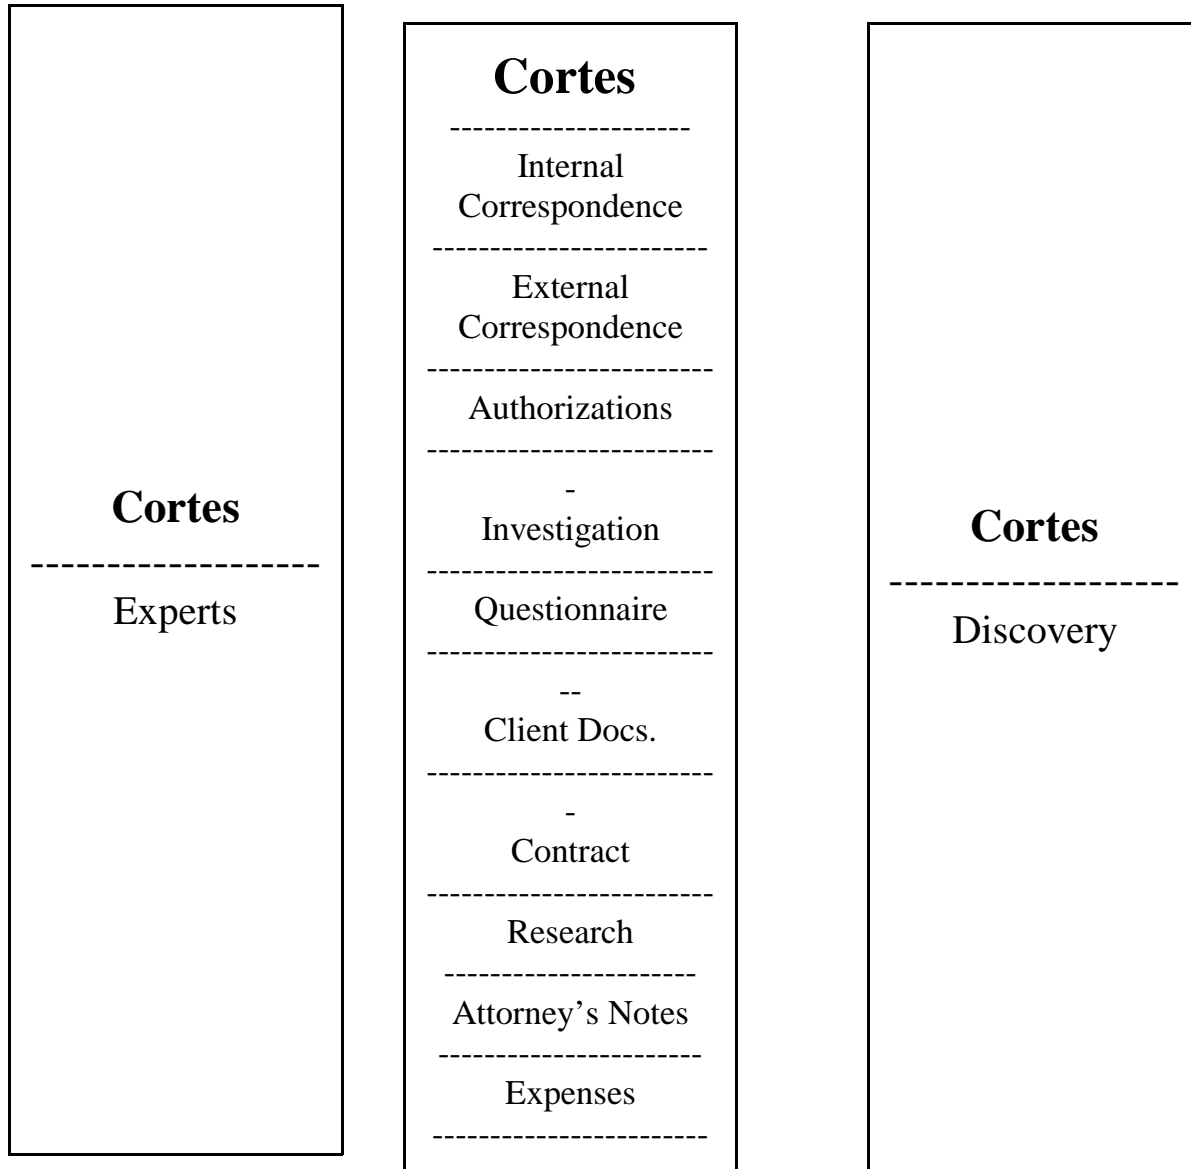 Cortes
-------------------
Experts
Cortes
---------------------
Internal
Correspondence
------------------------
External
Correspondence
-------------------------
Authorizations
-------------------------
-
Investigation
-------------------------
Questionnaire
-------------------------
--
Client Docs.
-------------------------
-
Contract
-------------------------
Research
----------------------
Attorney’s Notes
-----------------------
Expenses
------------------------
Cortes
-------------------
Discovery